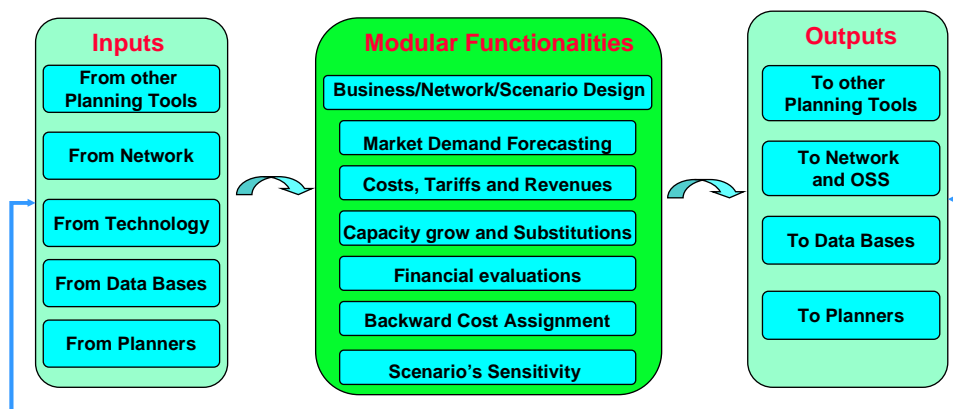 Inputs
From other
Planning Tools
From Network
From Technology
From Data Bases
From Planners
Modular Functionalities
Business/Network/Scenario Design
Market Demand Forecasting
Costs, Tariffs and Revenues
Capacity grow and Substitutions
Financial evaluations
Backward Cost Assignment
Scenario's Sensitivity
Outputs
To other
Planning Tools
To Network
and OSS
To Data Bases
To Planners